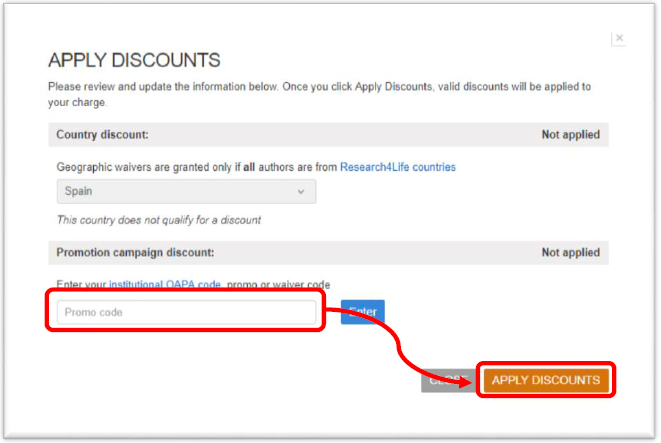 APPLY DISCOUNTS
Please review and update the information below. Once you click Apply Discounts, valid discounts will be applied to
your charge.
Country discount: Not applied
Geographic waivers are granted only if all authors are from Research4Life countries
Spain
This country does not qualify for a discount
Promotion campaign discount: Not applied
Enter your institutional OAPA code, promo or waiver code
Promo code Enter
CLOSE APPLY DISCOUNTS